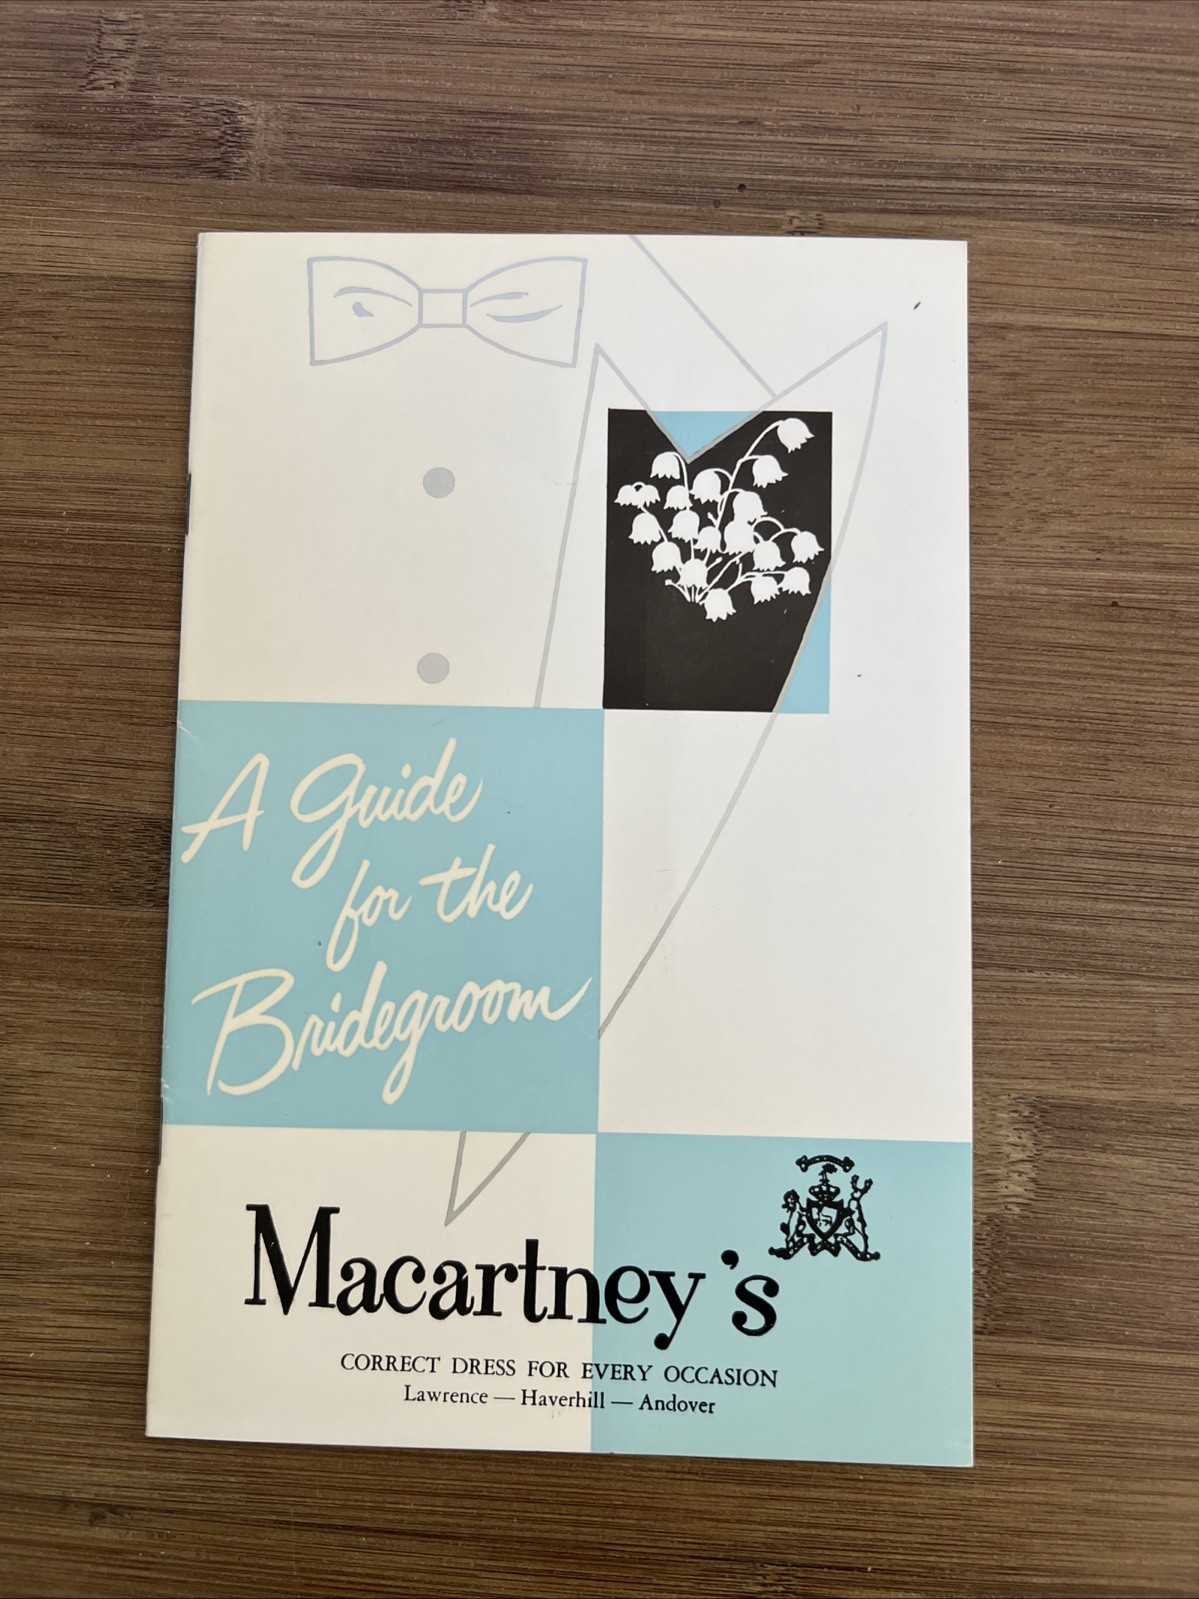 A Guide
for the
Bridegroom
Macartney's
CORRECT DRESS FOR EVERY OCCASION
Lawrence — Haverhill — Andover